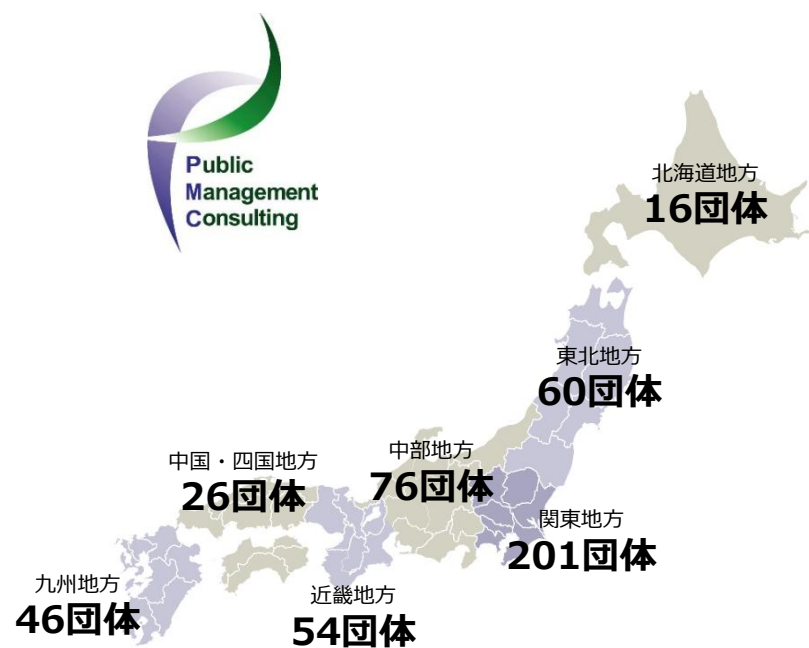 Public
Management
Consulting
北海道地方
16団体
東北地方
60団体
中部地方
76団体
中国・四国地方
26団体
関東地方
201団体
九州地方
46団体
近畿地方
54団体